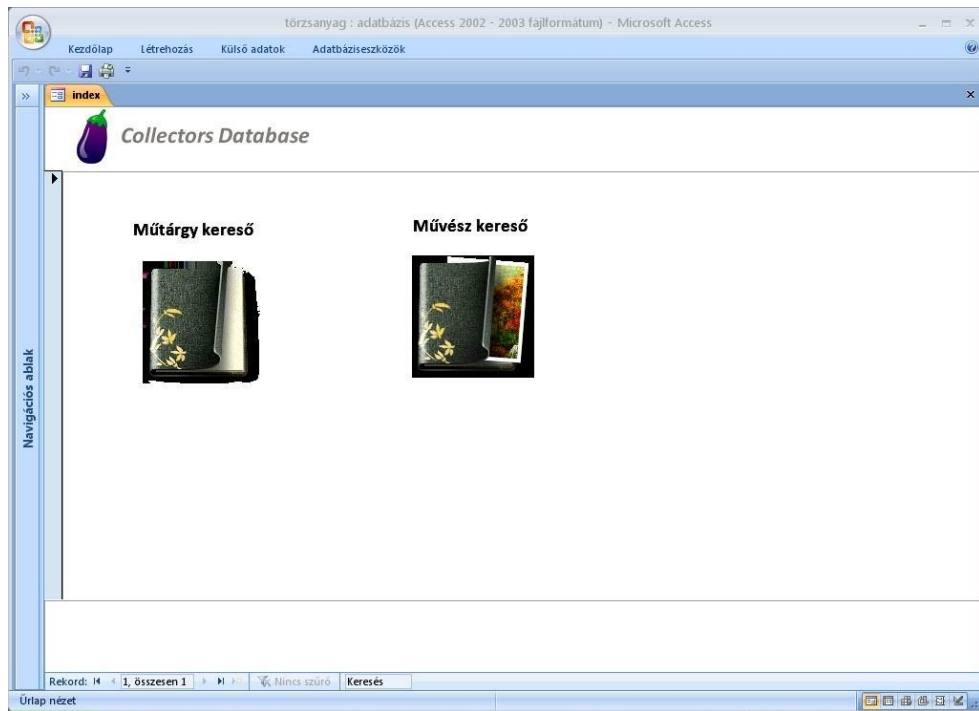 törzsanyag : adatbázis (Access 2002 - 2003 fájlformátum) - Microsoft Access
Kezdőlap Létrehozás Külső adatok Adatbáziseszközök
index
Collectors Database
Műtárgy kereső
Művész kereső
Navigációs ablak
Rekord: 1, összesen 1 Nincs szűrő Keresés
Űrlap nézet